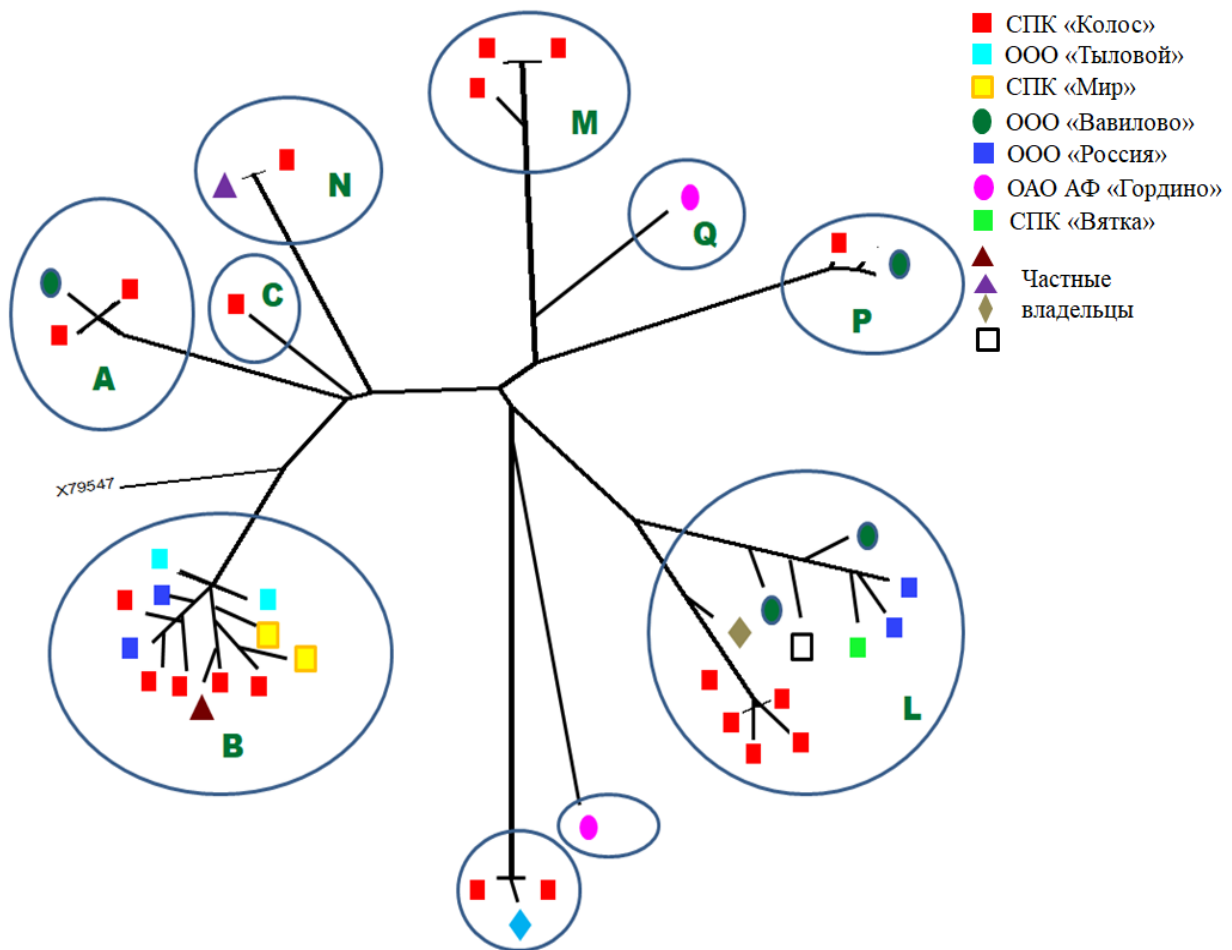 СПК «Колос»
ООО «Тыловой»
СПК «Мир»
ООО «Вавилово»
ООО «Россия»
ОАО АФ «Гордино»
СПК «Вятка»
Частные
владельцы
M
N
Q
C
P
A
X79547
L
B